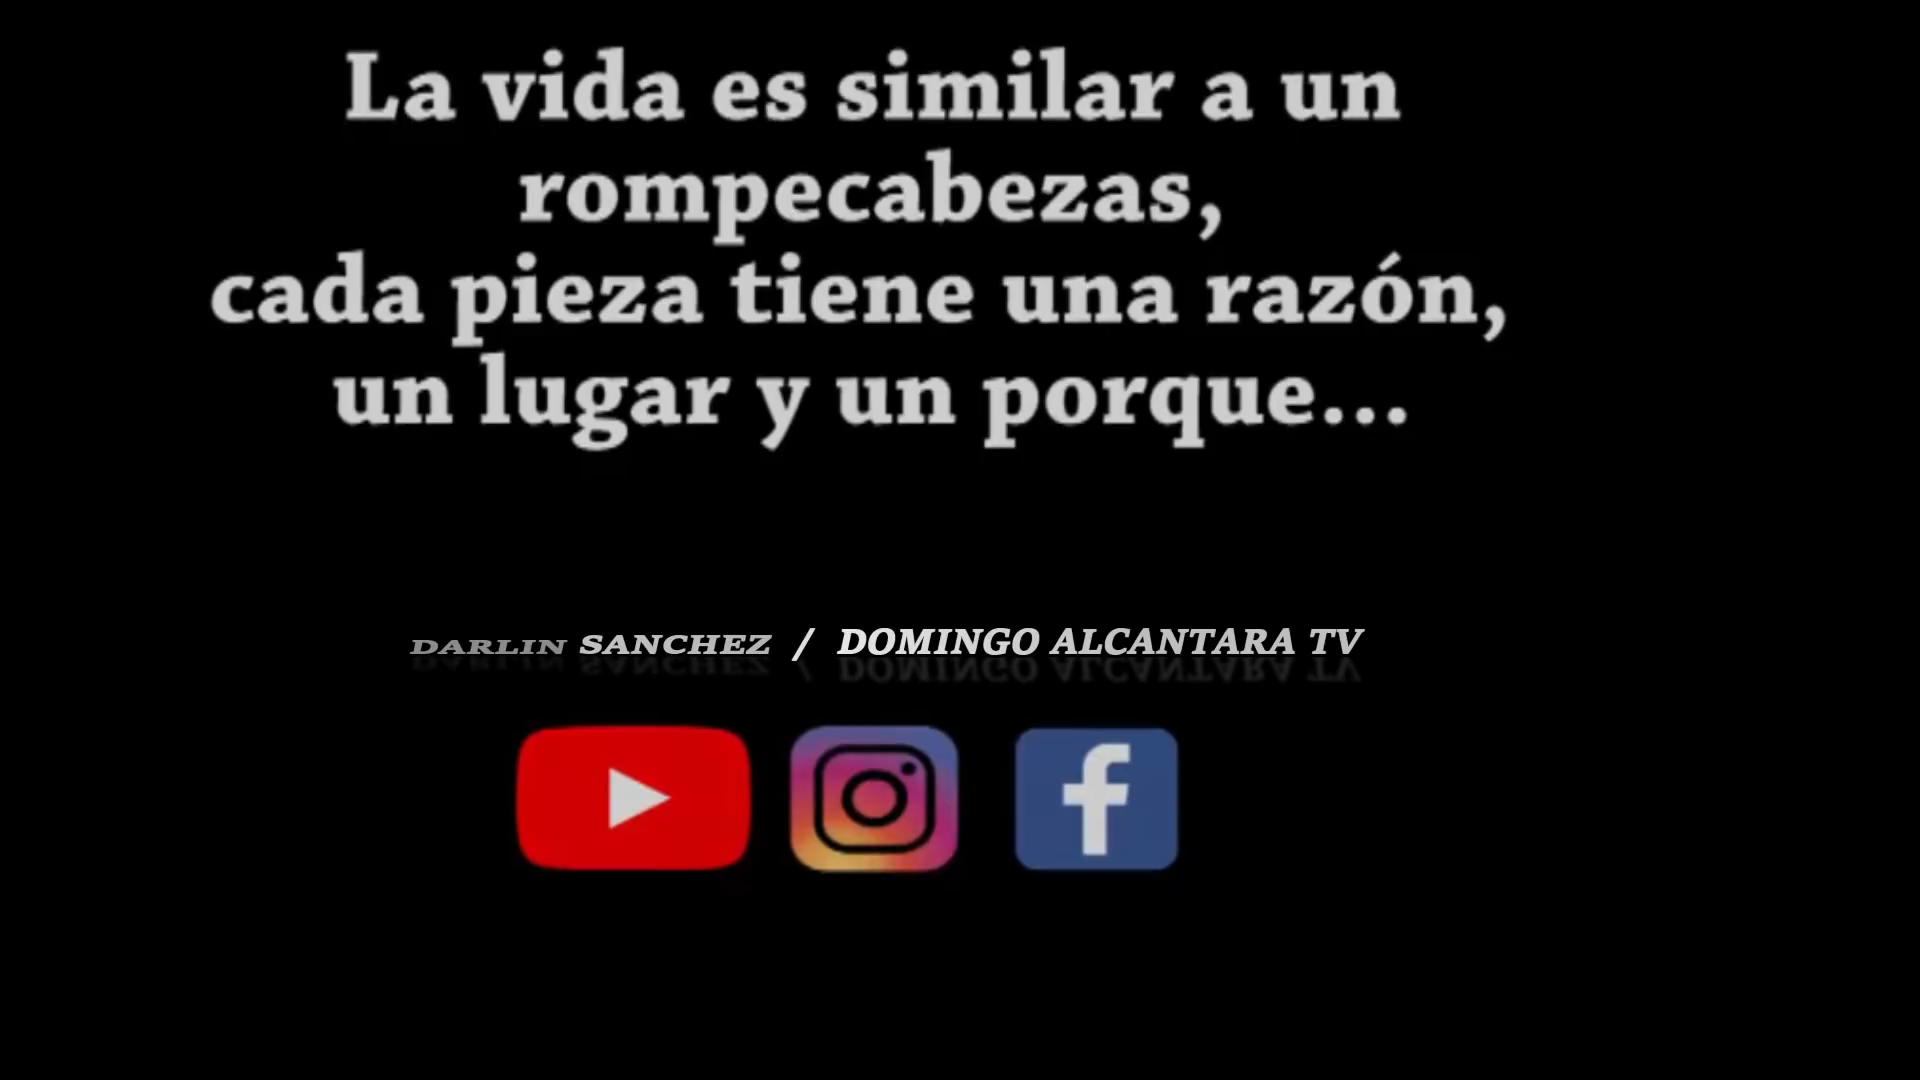 La vida es similar a un
rompecabezas,
cada pieza tiene una razón,
un lugar y un porque...
DARLIN SANCHEZ / DOMINGO ALCANTARA TV